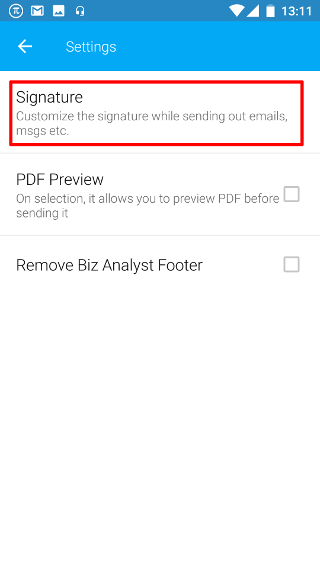 13:11
Settings
Signature
Customize the signature while sending out emails,
msgs etc.
PDF Preview
On selection, it allows you to preview PDF before
sending it
Remove Biz Analyst Footer